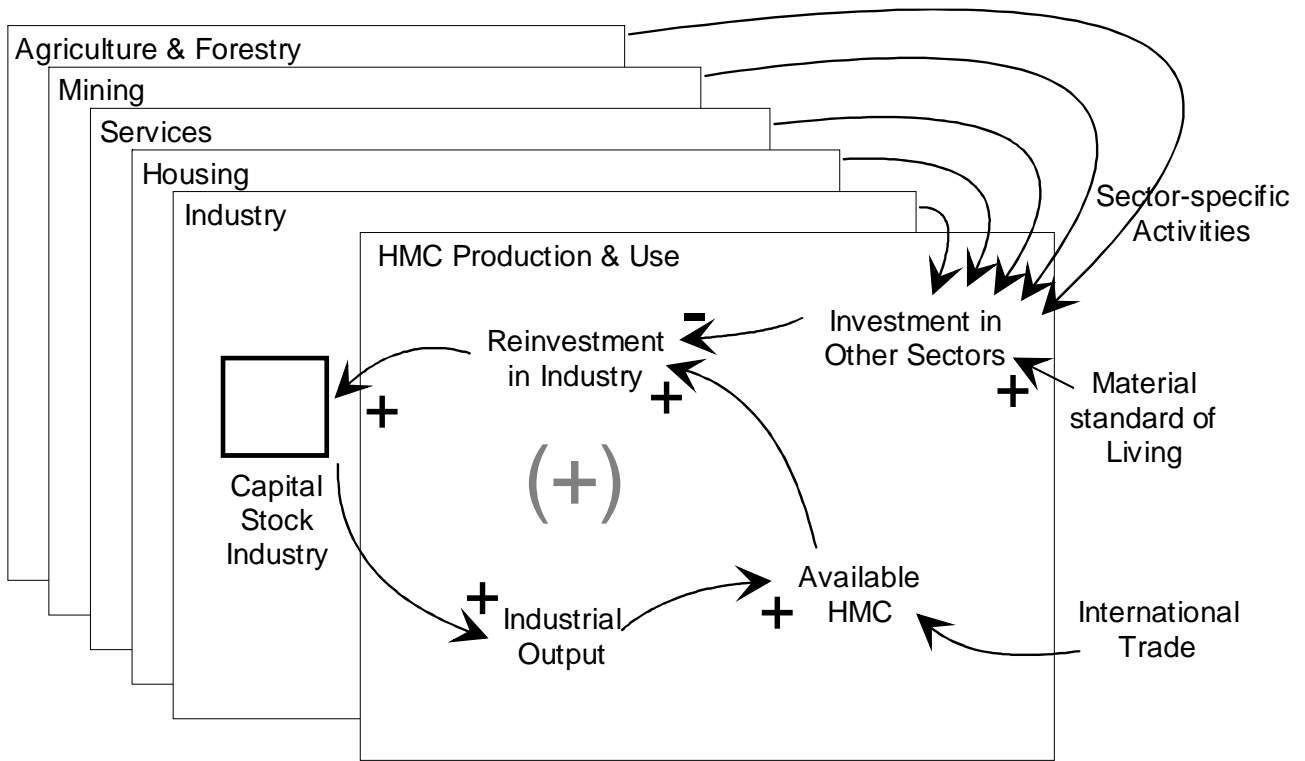 Agriculture & Forestry
Mining
Services
Housing
Industry
Sector-specific
Activities
HMC Production & Use
Reinvestment
in Industry
-
+
Investment in
Other Sectors
+
Material
standard of
Living
+
(+)
Capital
Stock
Industry
+
Industrial
Output
+
Available
HMC
International
Trade